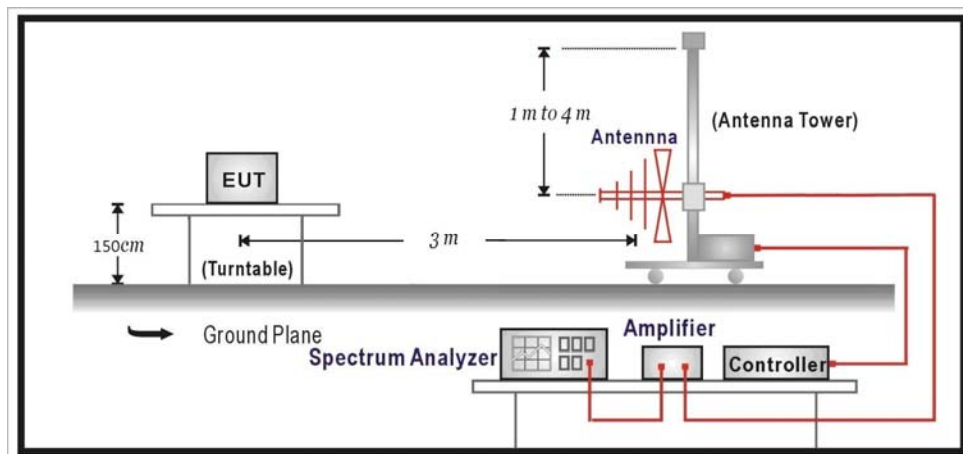 1 m to 4 m
(Antenna Tower)
Antennna
EUT
150cm
3 m
(Turntable)
Ground Plane
Spectrum Analyzer
Amplifier
Controller